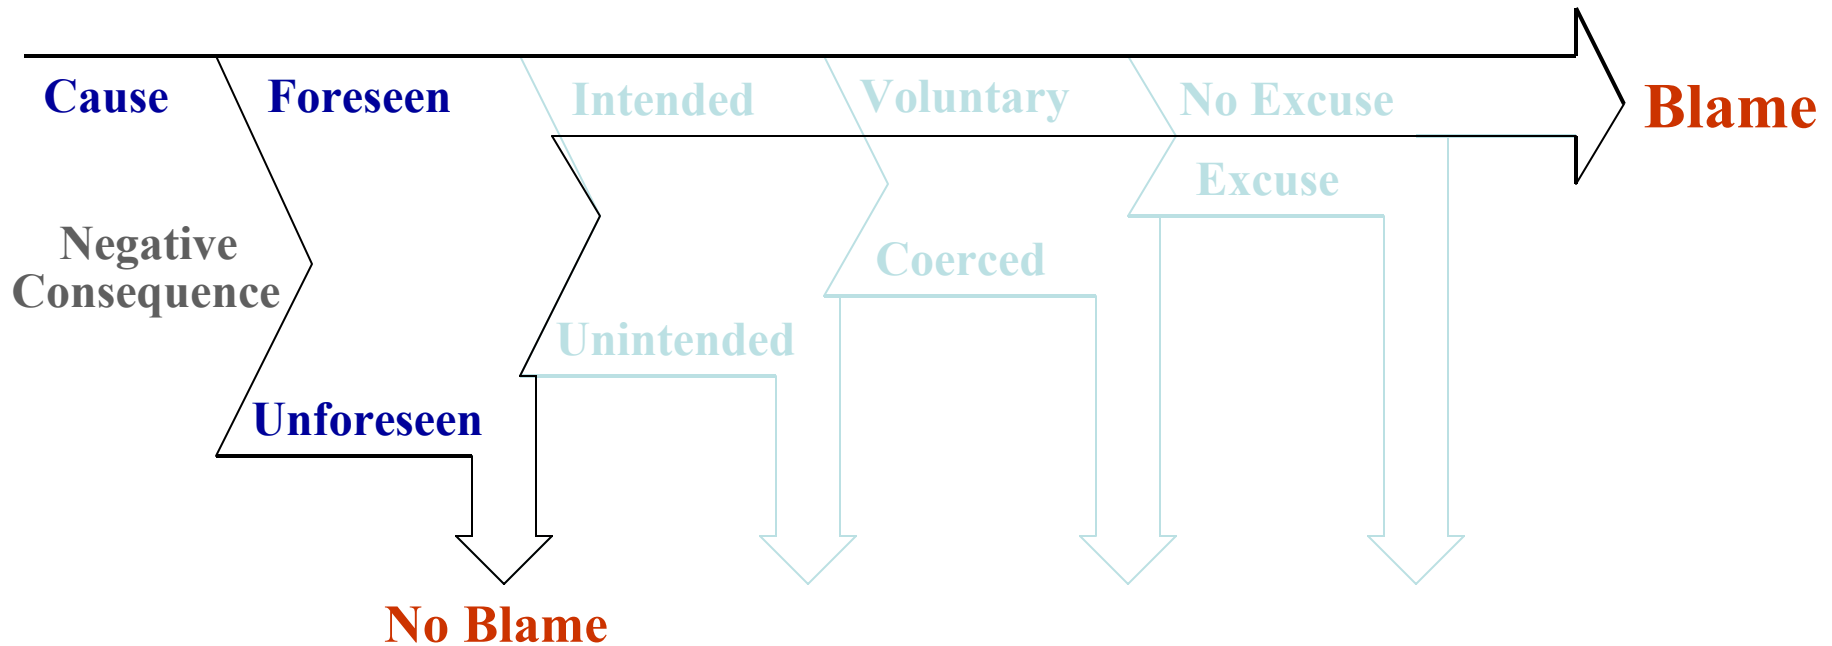 Cause
Foreseen
Intended
Voluntary
No Excuse
Blame
Excuse
Negative
Consequence
Coerced
Unintended
Unforeseen
No Blame